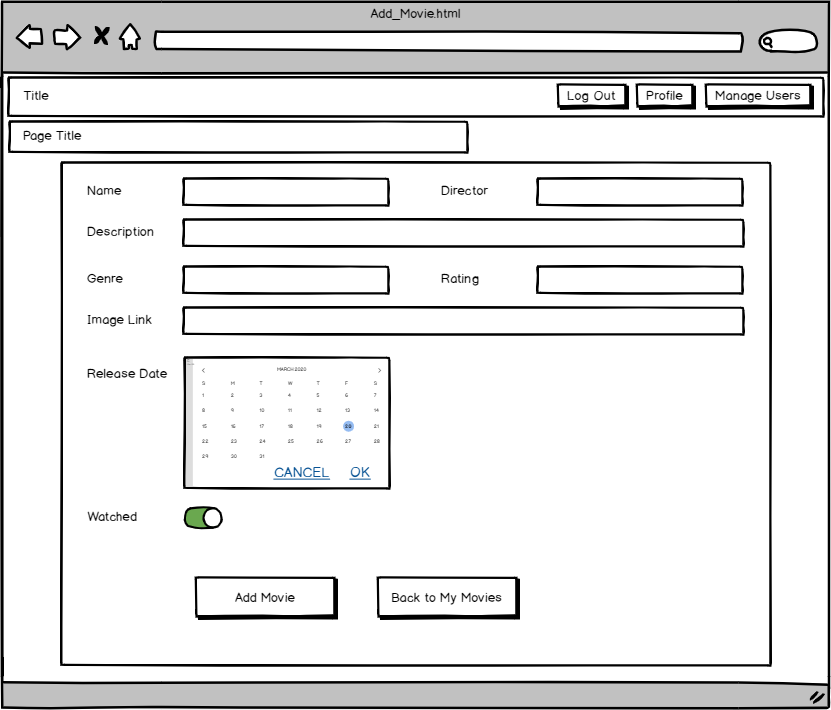 Add_Movie.html
Title
Log Out
Profile
Manage Users
Page Title
Name
Director
Description
Genre
Rating
Image Link
Release Date
MARCH 2020
S M T W T F S
1 2 3 4 5 6 7
8 9 10 11 12 13 14
15 16 17 18 19 20 21
22 23 24 25 26 27 28
29 30 31
CANCEL OK
Watched
Add Movie
Back to My Movies